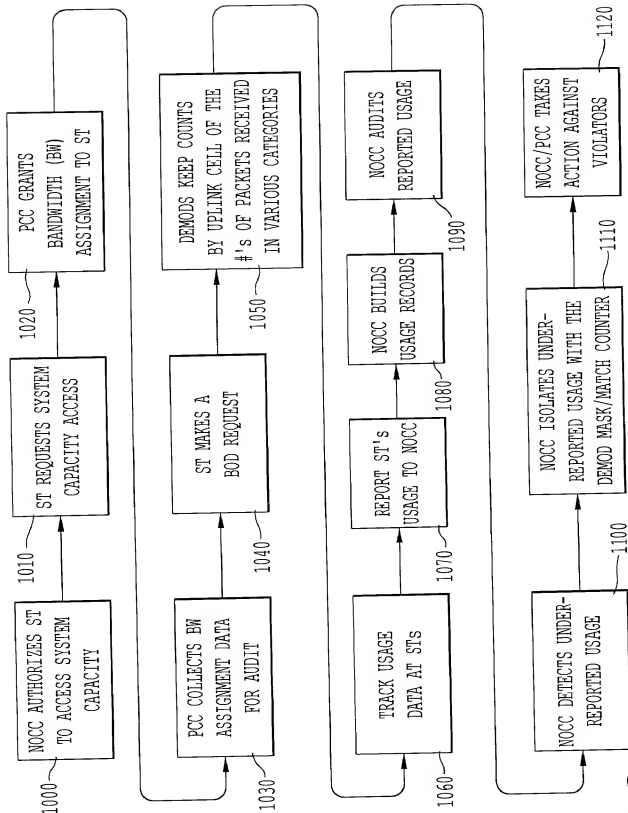 NOCC AUTHORIZES ST
TO ACCESS SYSTEM
CAPACITY
1000
ST REQUESTS SYSTEM
CAPACITY ACCESS
1010
PCC GRANTS
BANDWIDTH (BW)
ASSIGNMENT TO ST
1020
PCC COLLECTS BW
ASSIGNMENT DATA
FOR AUDIT
1030
ST MAKES A
BOD REQUEST
1040
DEMODS KEEP COUNTS
BY UPLINK CELL OF THE
#'s OF PACKETS RECEIVED
IN VARIOUS CATEGORIES
1050
TRACK USAGE
DATA AT STs
1060
REPORT ST's
USAGE TO NOCC
1070
NOCC BUILDS
USAGE RECORDS
1080
NOCC AUDITS
REPORTED USAGE
1090
NOCC DETECTS UNDER-
REPORTED USAGE
1100
NOCC ISOLATES UNDER-
REPORTED USAGE WITH THE
DEMOD MASK/MATCH COUNTER
1110
NOCC/PCC TAKES
ACTION AGAINST
VIOLATORS
1120